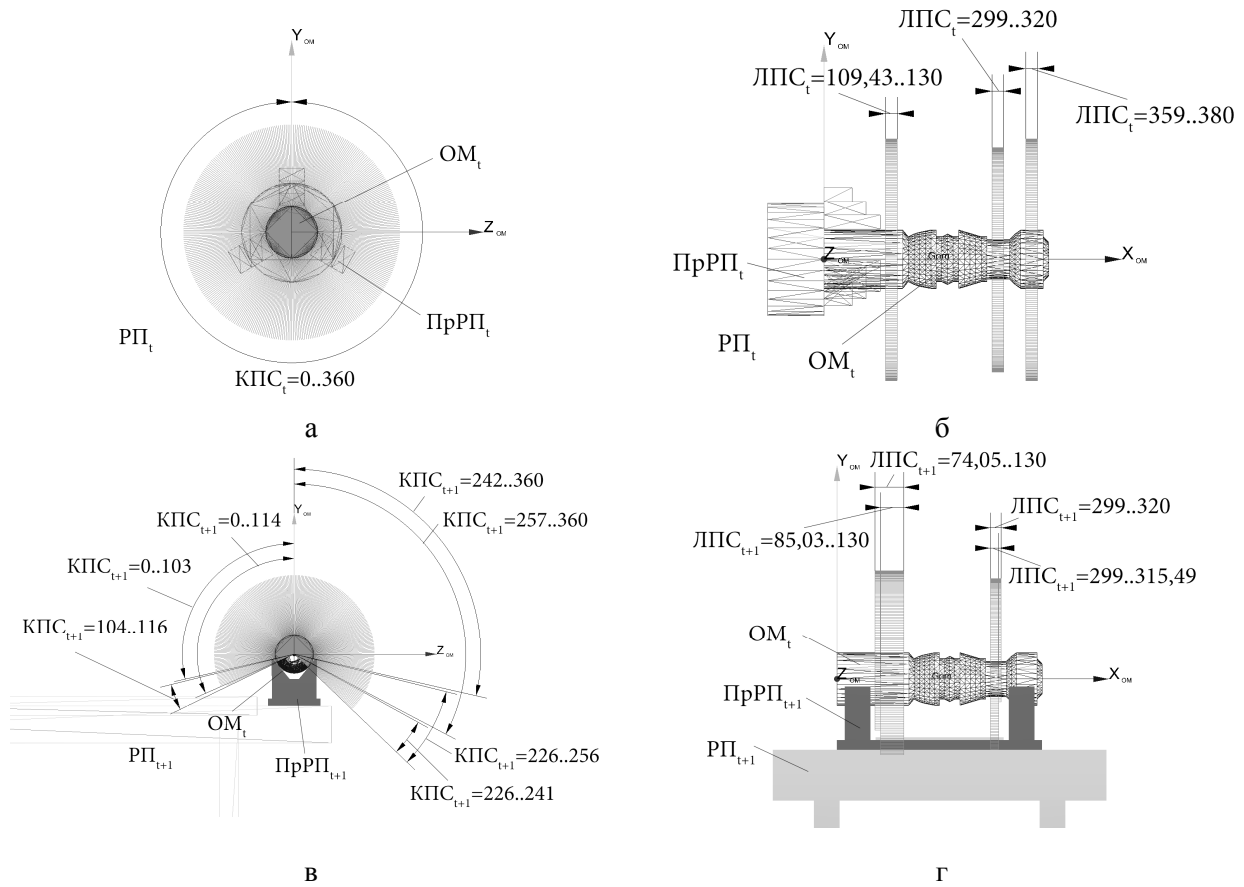 а
Y ОМ
ОМt
Z ОМ
ПрРПt
РПt
КПСt=0..360
б
ЛПСt=299..320
Y ОМ
ЛПСt=109,43..130
ЛПСt=359..380
ПрРПt
Z
Gom
X ОМ
РПt
ОМt
а
б
КПСt+1=242..360
КПСt+1=0..114
Y ОМ
КПСt+1=257..360
КПСt+1=0..103
КПСt+1=104..116
Z ОМ
ОМt
РПt+1
ПрРПt+1
КПСt+1=226..256
КПСt+1=226..241
Y ОМ
ЛПСt+1=74,05..130
ЛПСt+1=299..320
ЛПСt+1=85,03..130
ЛПСt+1=299..315,49
ОМt
Z
X ОМ
ПрРПt+1
РПt+1
в
г